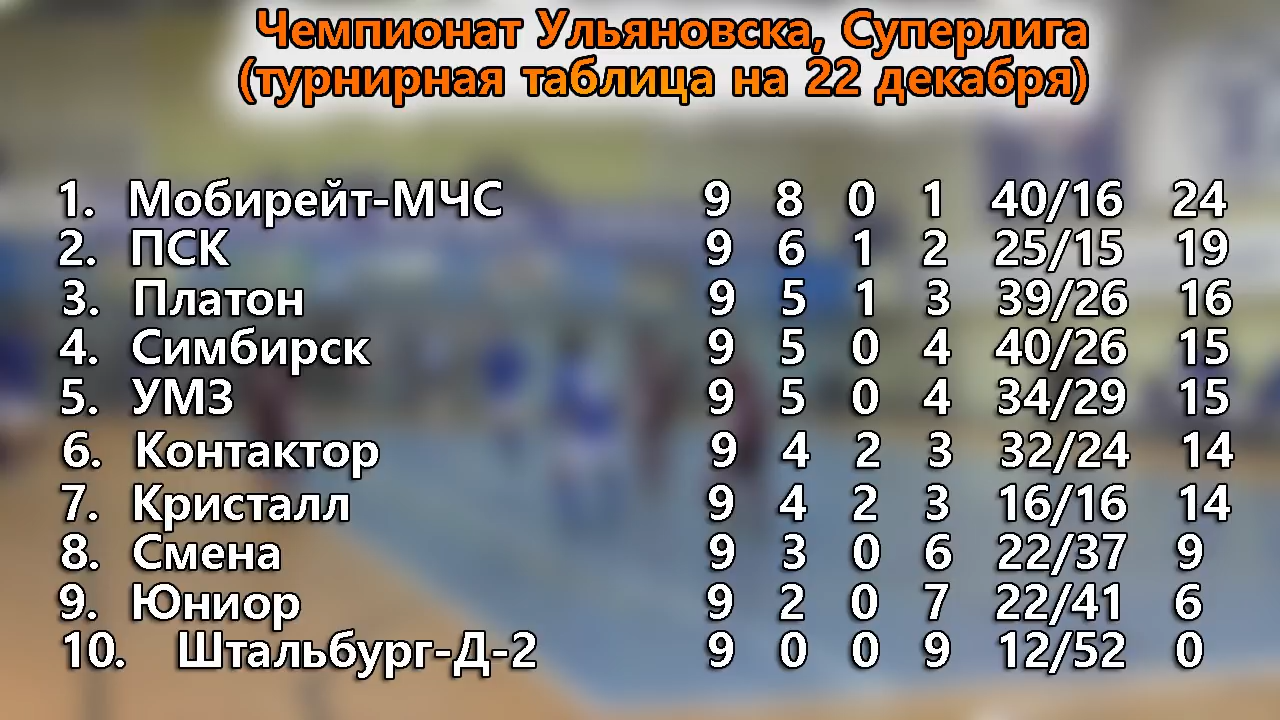 Чемпионат Ульяновска, Суперлига
(турнирная таблица на 22 декабря)
1. Мобирейт-МЧС 9 8 0 1 40/16 24
2. ПСК 9 6 1 2 25/15 19
3. Платон 9 5 1 3 39/26 16
4. Симбирск 9 5 0 4 40/26 15
5. УМЗ 9 5 0 4 34/29 15
6. Контактор 9 4 2 3 32/24 14
7. Кристалл 9 4 2 3 16/16 14
8. Смена 9 3 0 6 22/37 9
9. Юниор 9 2 0 7 22/41 6
10. Штальбург-Д-2 9 0 0 9 12/52 0